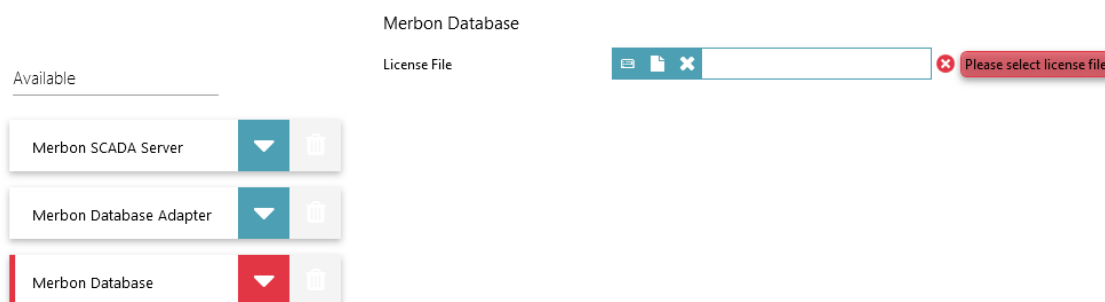 Merbon Database
License File
Please select license file
Available
Merbon SCADA Server
Merbon Database Adapter
Merbon Database